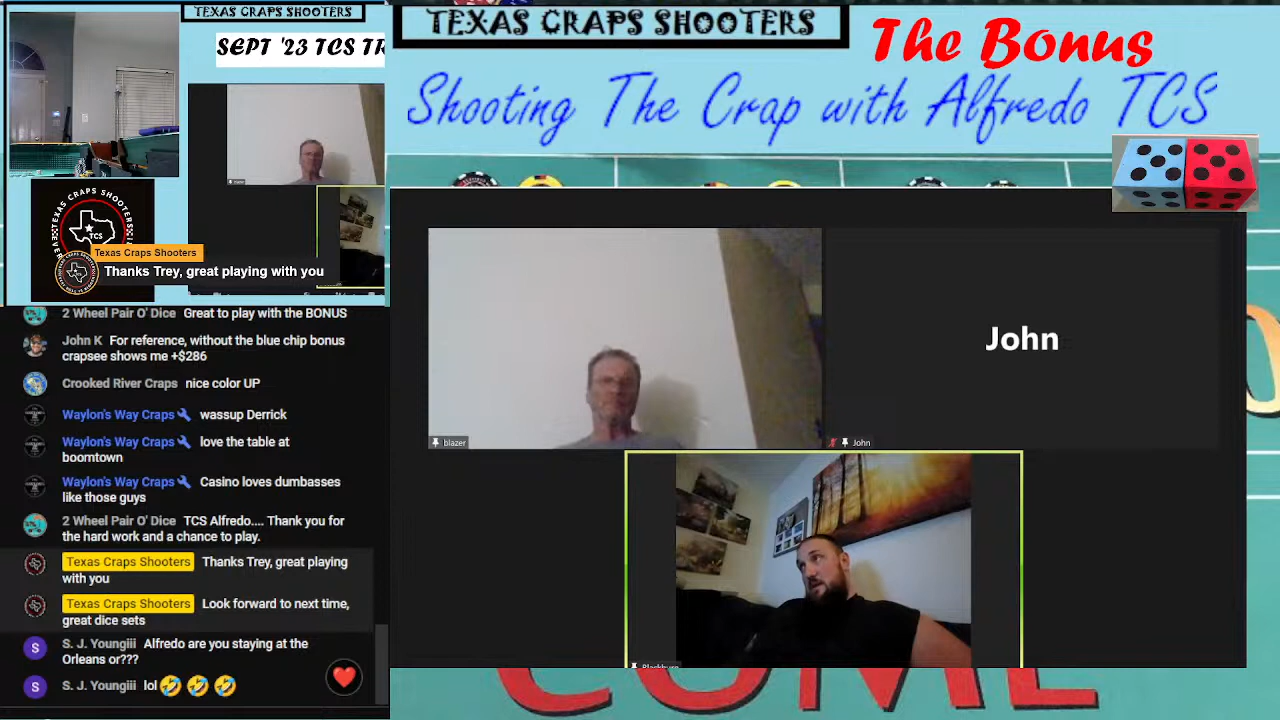 TEXAS CRAPS SHOOTERS
SEPT '23 TCS TR
TEXAS CRAPS SHOOTERS
TCS
Texas Craps Shooters
Thanks Trey, great playing with you
2 Wheel Pair O' Dice Great to play with the BONUS
John K For reference, without the blue chip bonus
crapsee shows me +$286
Crooked River Craps nice color UP
Waylon's Way Craps wassup Derrick
Waylon's Way Craps love the table at
boomtown
Waylon's Way Craps Casino loves dumbasses
like those guys
2 Wheel Pair O' Dice TCS Alfredo.... Thank you for
the hard work and a chance to play.
Texas Craps Shooters Thanks Trey, great playing
with you
Texas Craps Shooters Look forward to next time,
great dice sets
S
S. J. Youngiii Alfredo are you staying at the
Orleans or???
S
S. J. Youngiii lol 🤣 🤣 🤣
TEXAS CRAPS SHOOTERS
The Bonus
Shooting The Crap with Alfredo TCS
John
blazer
John
Blackburn
COME